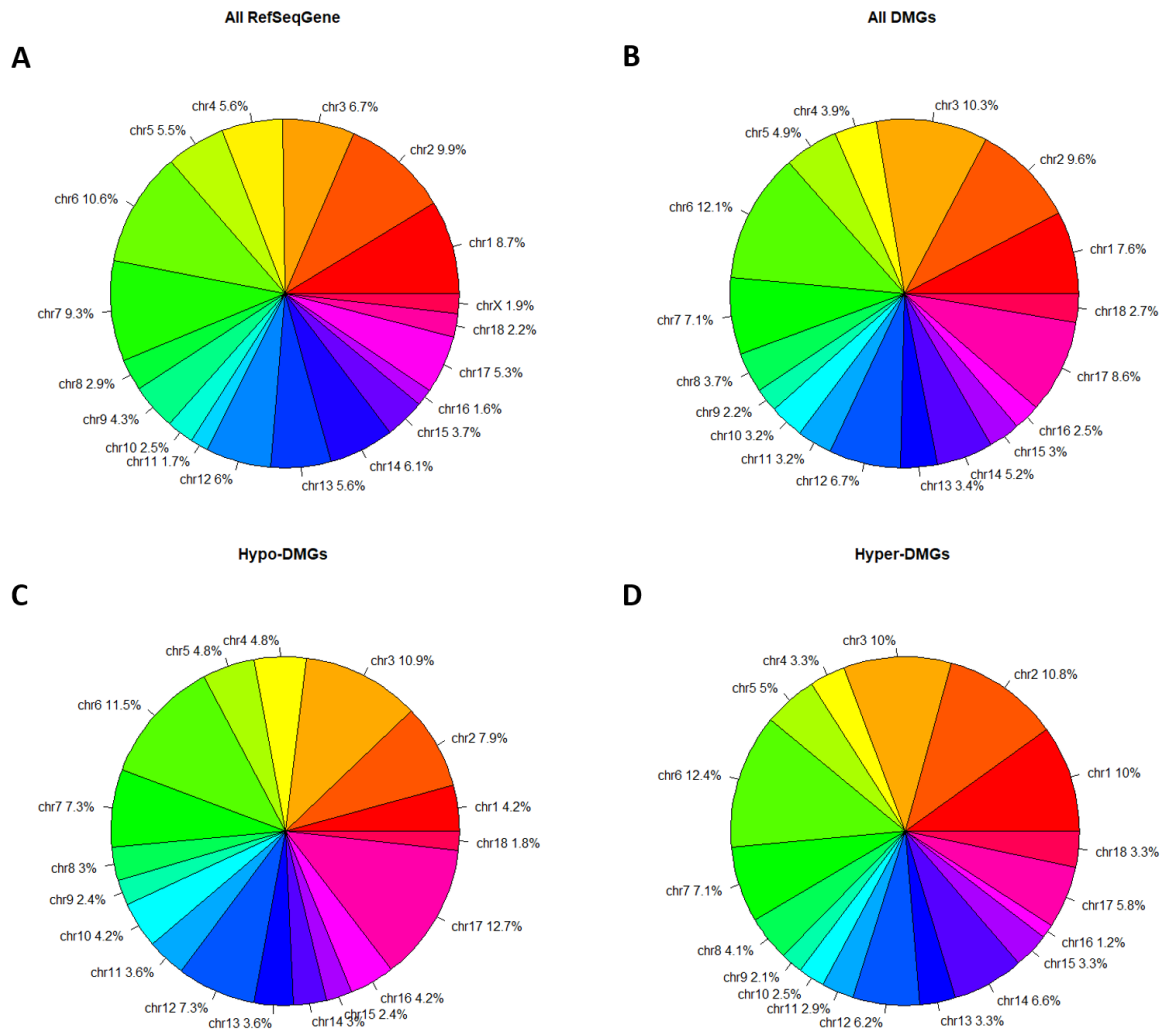 All RefSeqGene
A
chr4 5.6%
chr3 6.7%
chr5 5.5%
chr2 9.9%
chr6 10.6%
chr1 8.7%
chrX 1.9%
chr7 9.3%
chr18 2.2%
chr17 5.3%
chr8 2.9%
chr16 1.6%
chr9 4.3%
chr15 3.7%
chr10 2.5%
chr11 1.7%
chr14 6.1%
chr12 6%
chr13 5.6%
All DMGs
B
chr4 3.9%
chr3 10.3%
chr5 4.9%
chr2 9.6%
chr6 12.1%
chr1 7.6%
chr18 2.7%
chr7 7.1%
chr17 8.6%
chr8 3.7%
chr9 2.2%
chr16 2.5%
chr10 3.2%
chr15 3%
chr11 3.2%
chr14 5.2%
chr12 6.7%
chr13 3.4%
Hypo-DMGs
C
chr4 4.8%
chr5 4.8%
chr3 10.9%
chr6 11.5%
chr2 7.9%
chr1 4.2%
chr7 7.3%
chr18 1.8%
chr8 3%
chr9 2.4%
chr17 12.7%
chr10 4.2%
chr11 3.6%
chr16 4.2%
chr12 7.3%
chr15 2.4%
chr13 3.6%
chr14 3%
Hyper-DMGs
D
chr3 10%
chr4 3.3%
chr2 10.8%
chr5 5%
chr6 12.4%
chr1 10%
chr18 3.3%
chr7 7.1%
chr17 5.8%
chr8 4.1%
chr16 1.2%
chr9 2.1%
chr15 3.3%
chr10 2.5%
chr11 2.9%
chr14 6.6%
chr12 6.2%
chr13 3.3%